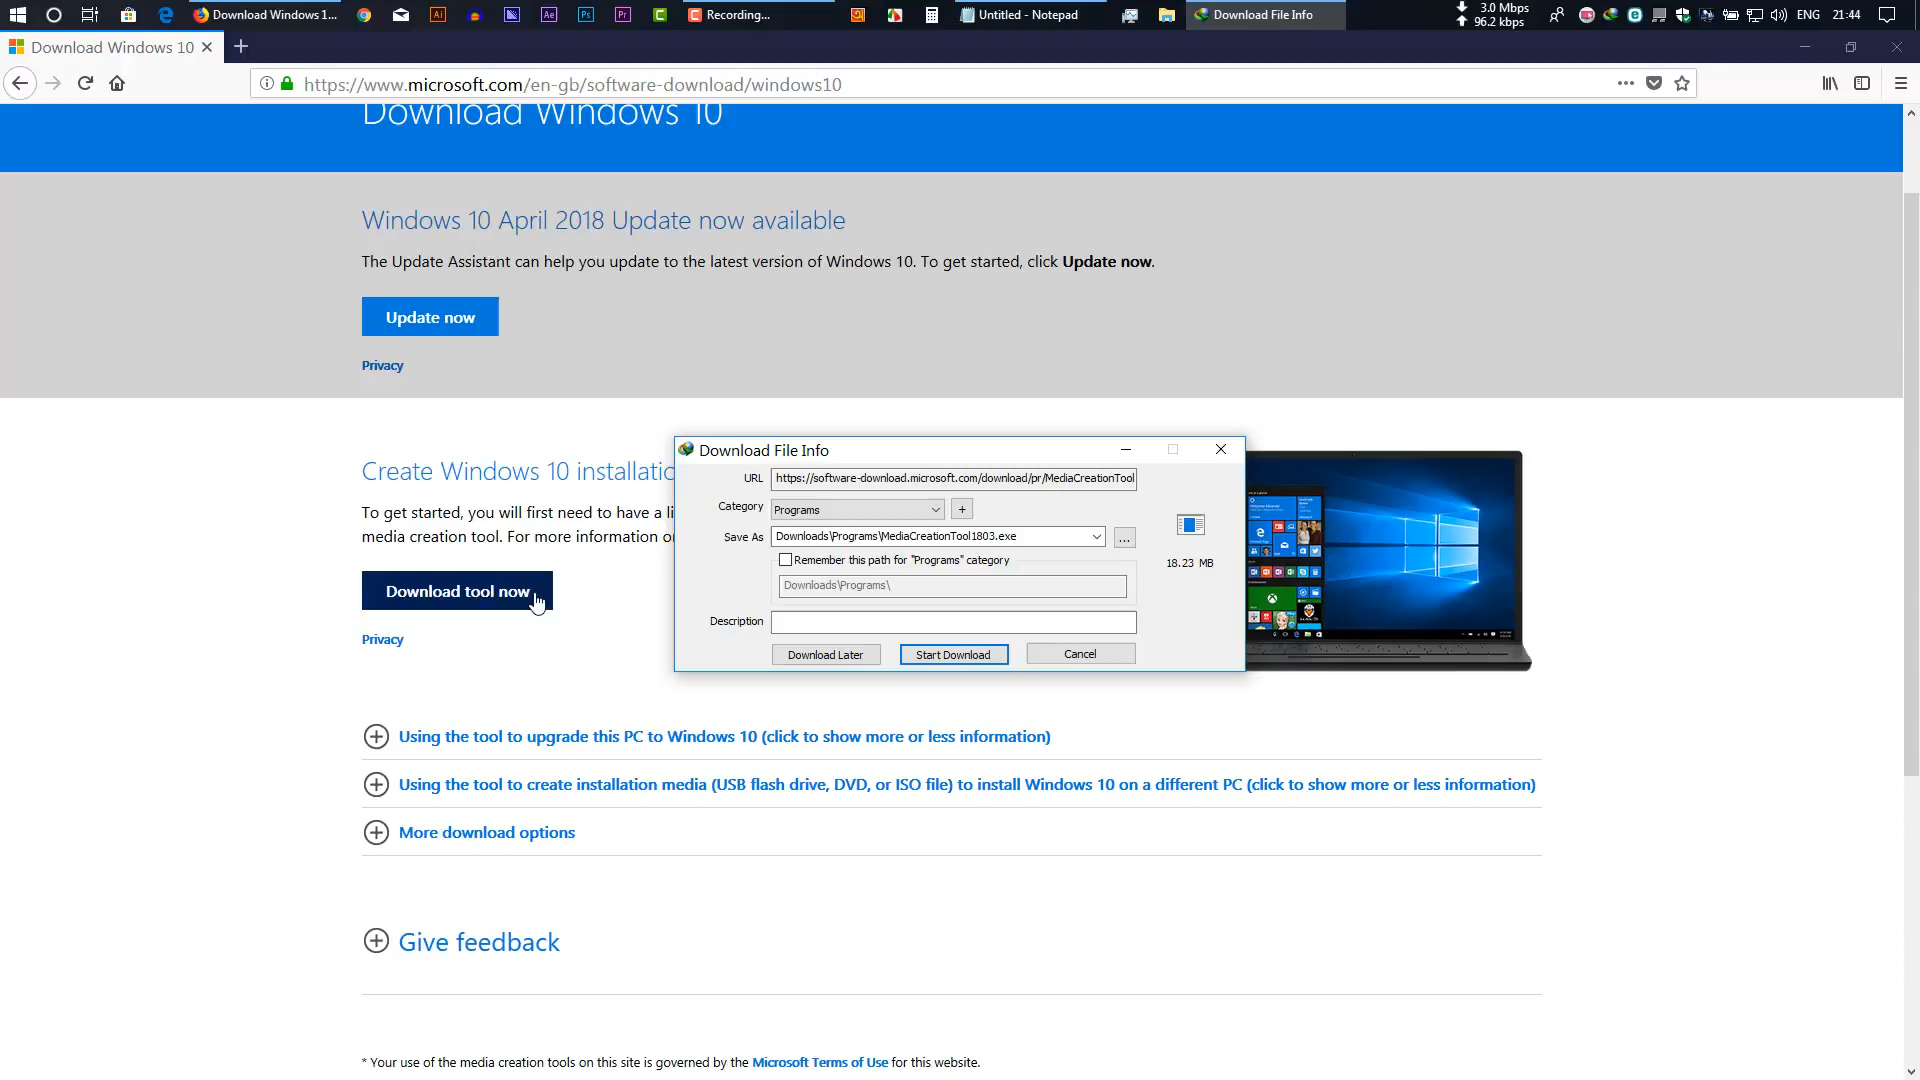 Download Windows 1...
Ai
Ae
Ps
Pr
Recording...
Untitled - Notepad
Download File Info
3.0 Mbps
96.2 kbps
ENG
21:44
Download Windows 10
https://www.microsoft.com/en-gb/software-download/windows10
Download Windows 10
Windows 10 April 2018 Update now available
The Update Assistant can help you update to the latest version of Windows 10. To get started, click Update now.
Update now
Privacy
Create Windows 10 installatio
To get started, you will first need to have a li
media creation tool. For more information o
Download tool now
Privacy
Download File Info
URL
https://software-download.microsoft.com/download/pr/MediaCreationTool
Category
Programs
+
Save As
Downloads\Programs\MediaCreationTool1803.exe
...
Remember this path for "Programs" category
Downloads\Programs\
18.23 MB
Description
Download Later
Start Download
Cancel
Using the tool to upgrade this PC to Windows 10 (click to show more or less information)
Using the tool to create installation media (USB flash drive, DVD, or ISO file) to install Windows 10 on a different PC (click to show more or less information)
More download options
Give feedback
* Your use of the media creation tools on this site is governed by the Microsoft Terms of Use for this website.